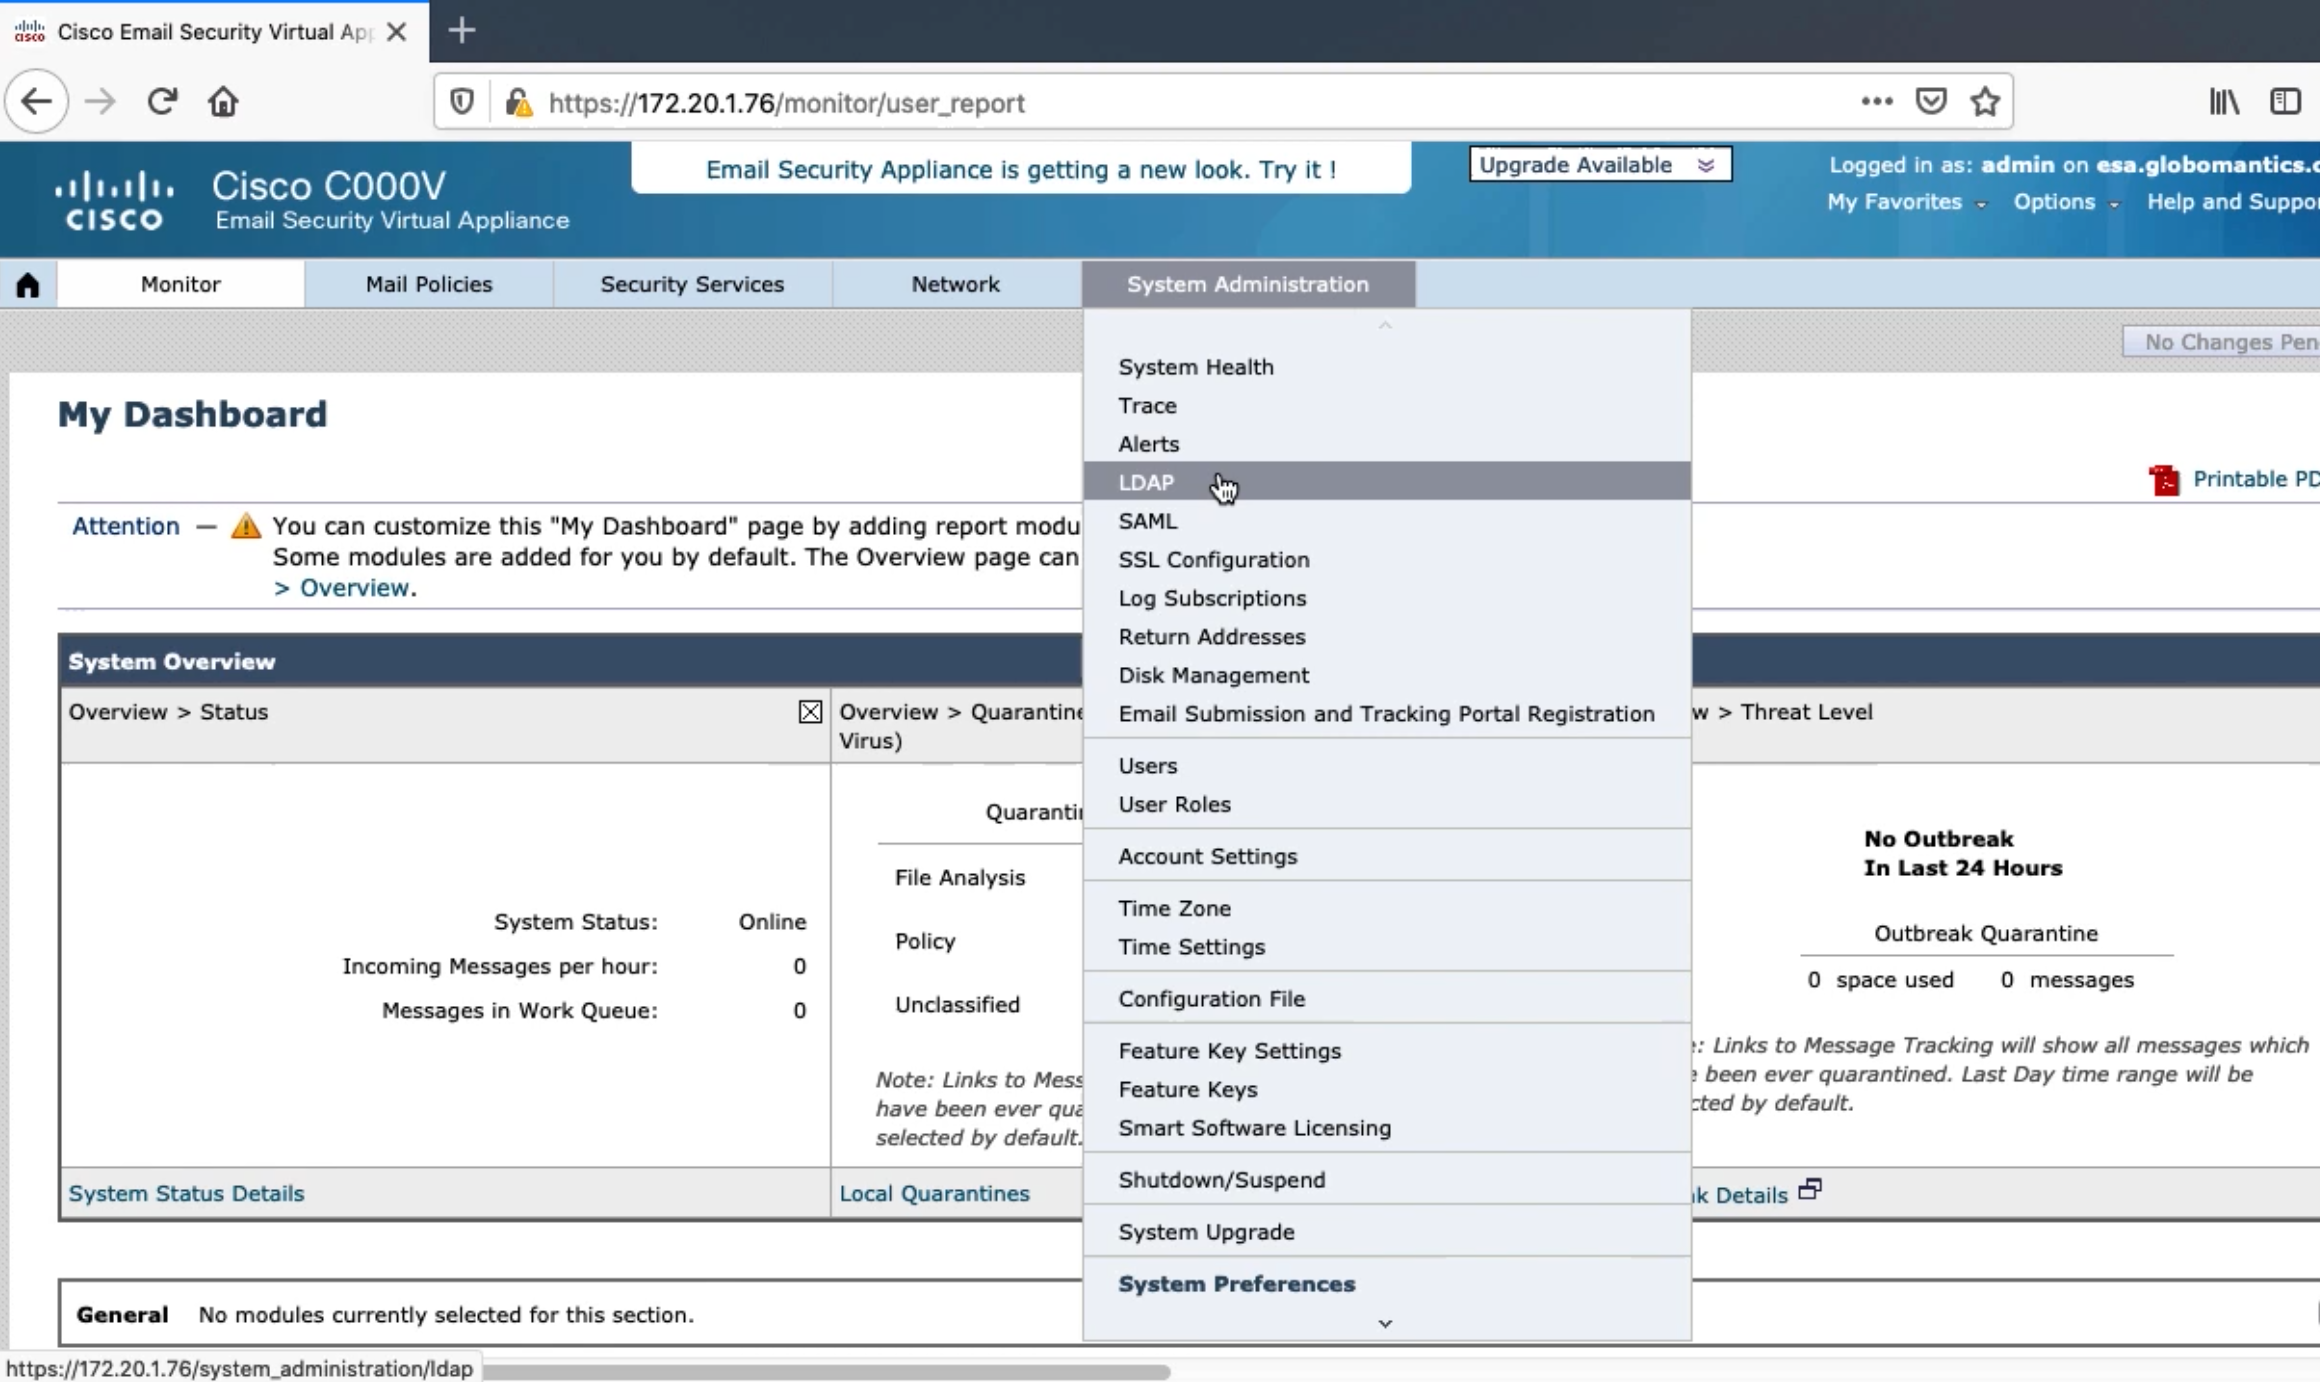 Cisco Email Security Virtual App
https://172.20.1.76/monitor/user_report
CISCO
Cisco C000V
Email Security Virtual Appliance
Email Security Appliance is getting a new look. Try it !
Upgrade Available
Logged in as: admin on esa.globomantics.c
My Favorites Options Help and Suppor
Monitor Mail Policies Security Services Network System Administration
No Changes Pen
My Dashboard
Printable PD
Attention — You can customize this "My Dashboard" page by adding report modu
Some modules are added for you by default. The Overview page can
> Overview.
System Overview
Overview > Status
Overview > Quarantine
Virus)
w > Threat Level
System Status: Online
Incoming Messages per hour: 0
Messages in Work Queue: 0
Quaranti
File Analysis
Policy
Unclassified
Note: Links to Mess
have been ever qua
selected by default.
No Outbreak
In Last 24 Hours
Outbreak Quarantine
0 space used 0 messages
: Links to Message Tracking will show all messages which
been ever quarantined. Last Day time range will be
cted by default.
System Status Details
Local Quarantines
k Details
General No modules currently selected for this section.
System Health
Trace
Alerts
LDAP
SAML
SSL Configuration
Log Subscriptions
Return Addresses
Disk Management
Email Submission and Tracking Portal Registration
Users
User Roles
Account Settings
Time Zone
Time Settings
Configuration File
Feature Key Settings
Feature Keys
Smart Software Licensing
Shutdown/Suspend
System Upgrade
System Preferences
https://172.20.1.76/system_administration/ldap